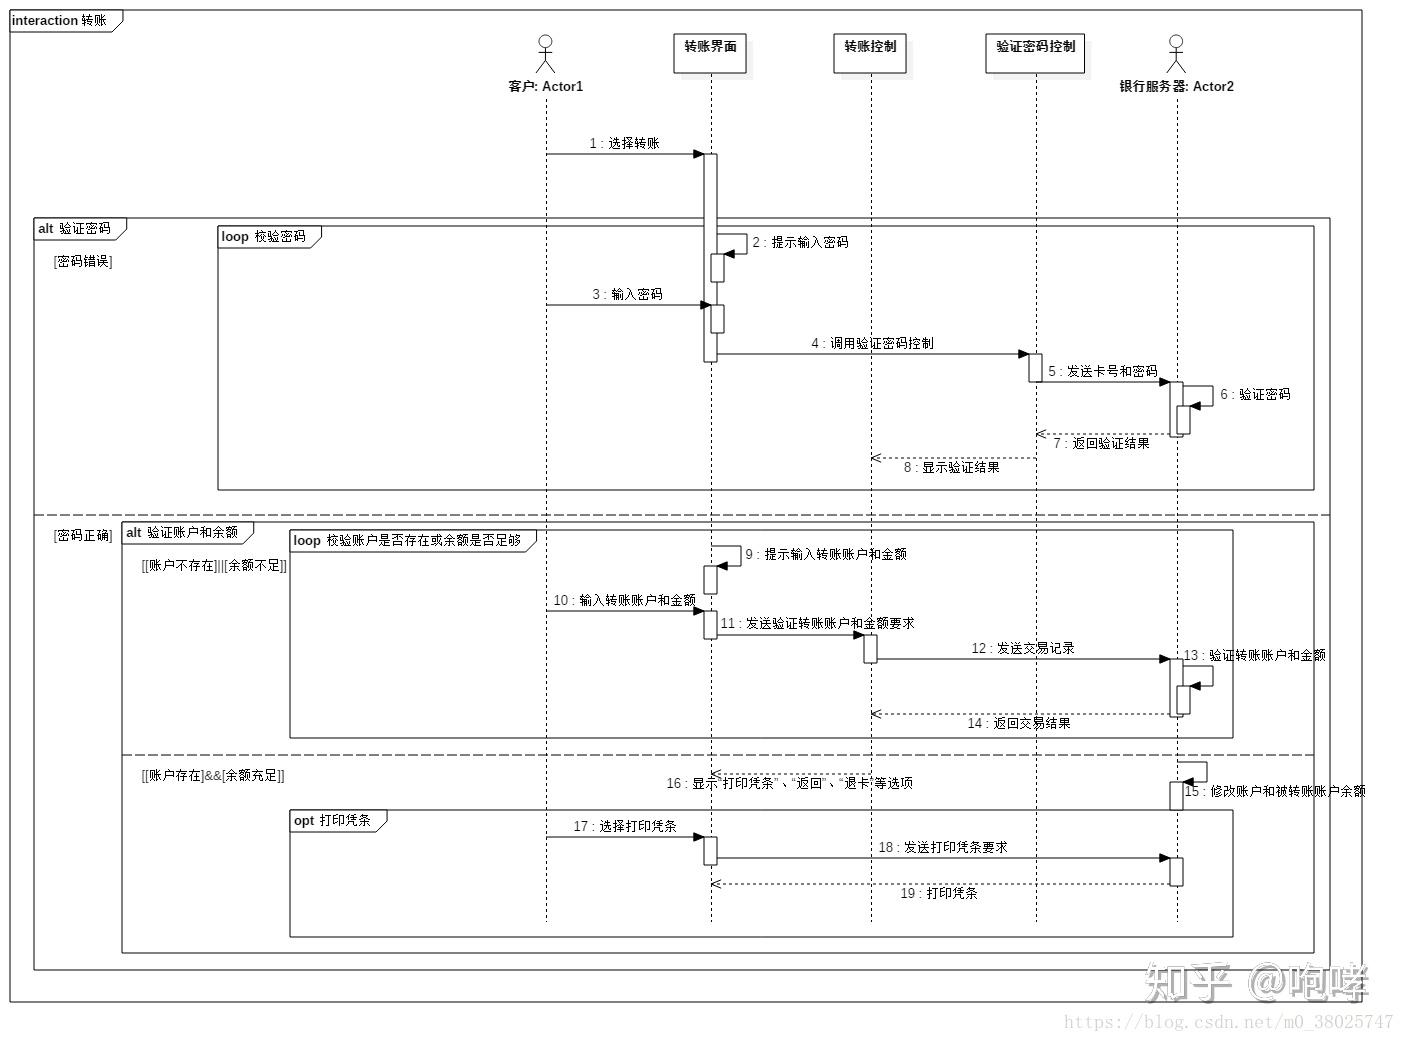 interaction 转账
客户: Actor1
转账界面
转账控制
验证密码控制
银行服务器: Actor2
1 : 选择转账
alt 验证密码
[密码错误]
loop 校验密码
2 : 提示输入密码
3 : 输入密码
4 : 调用验证密码控制
5 : 发送卡号和密码
6 : 验证密码
7 : 返回验证结果
8 : 显示验证结果
[密码正确]
alt 验证账户和余额
[[账户不存在]||[余额不足]]
loop 校验账户是否存在或余额是否足够
9 : 提示输入转账账户和金额
10 : 输入转账账户和金额
11 : 发送验证转账账户和金额要求
12 : 发送交易记录
13 : 验证转账账户和金额
14 : 返回交易结果
[[账户存在]&&[余额充足]]
16 : 显示“打印凭条”、“返回”、“退卡”等选项
15 : 修改账户和被转账账户余额
opt 打印凭条
17 : 选择打印凭条
18 : 发送打印凭条要求
19 : 打印凭条
知乎 @咆哮
https://blog.csdn.net/m0_38025747